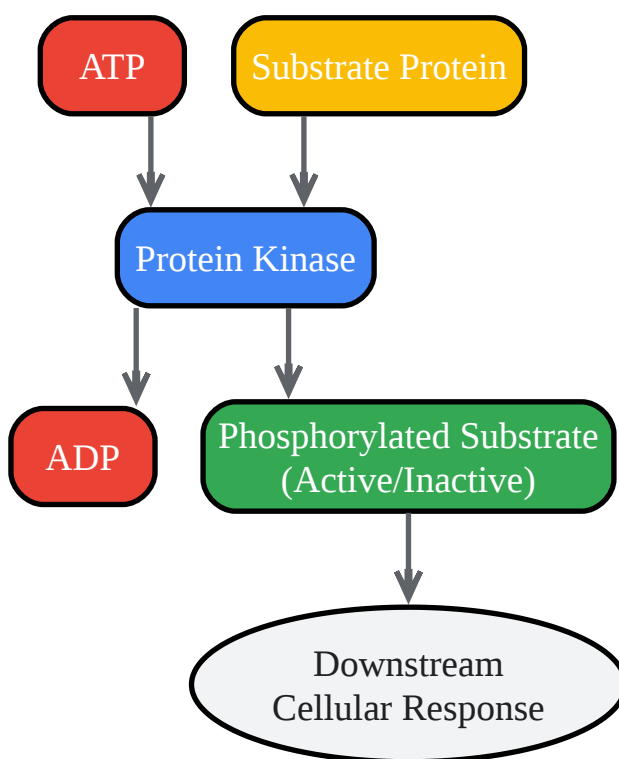 ATP
Substrate Protein
Protein Kinase
ADP
Phosphorylated Substrate
(Active/Inactive)
Downstream
Cellular Response